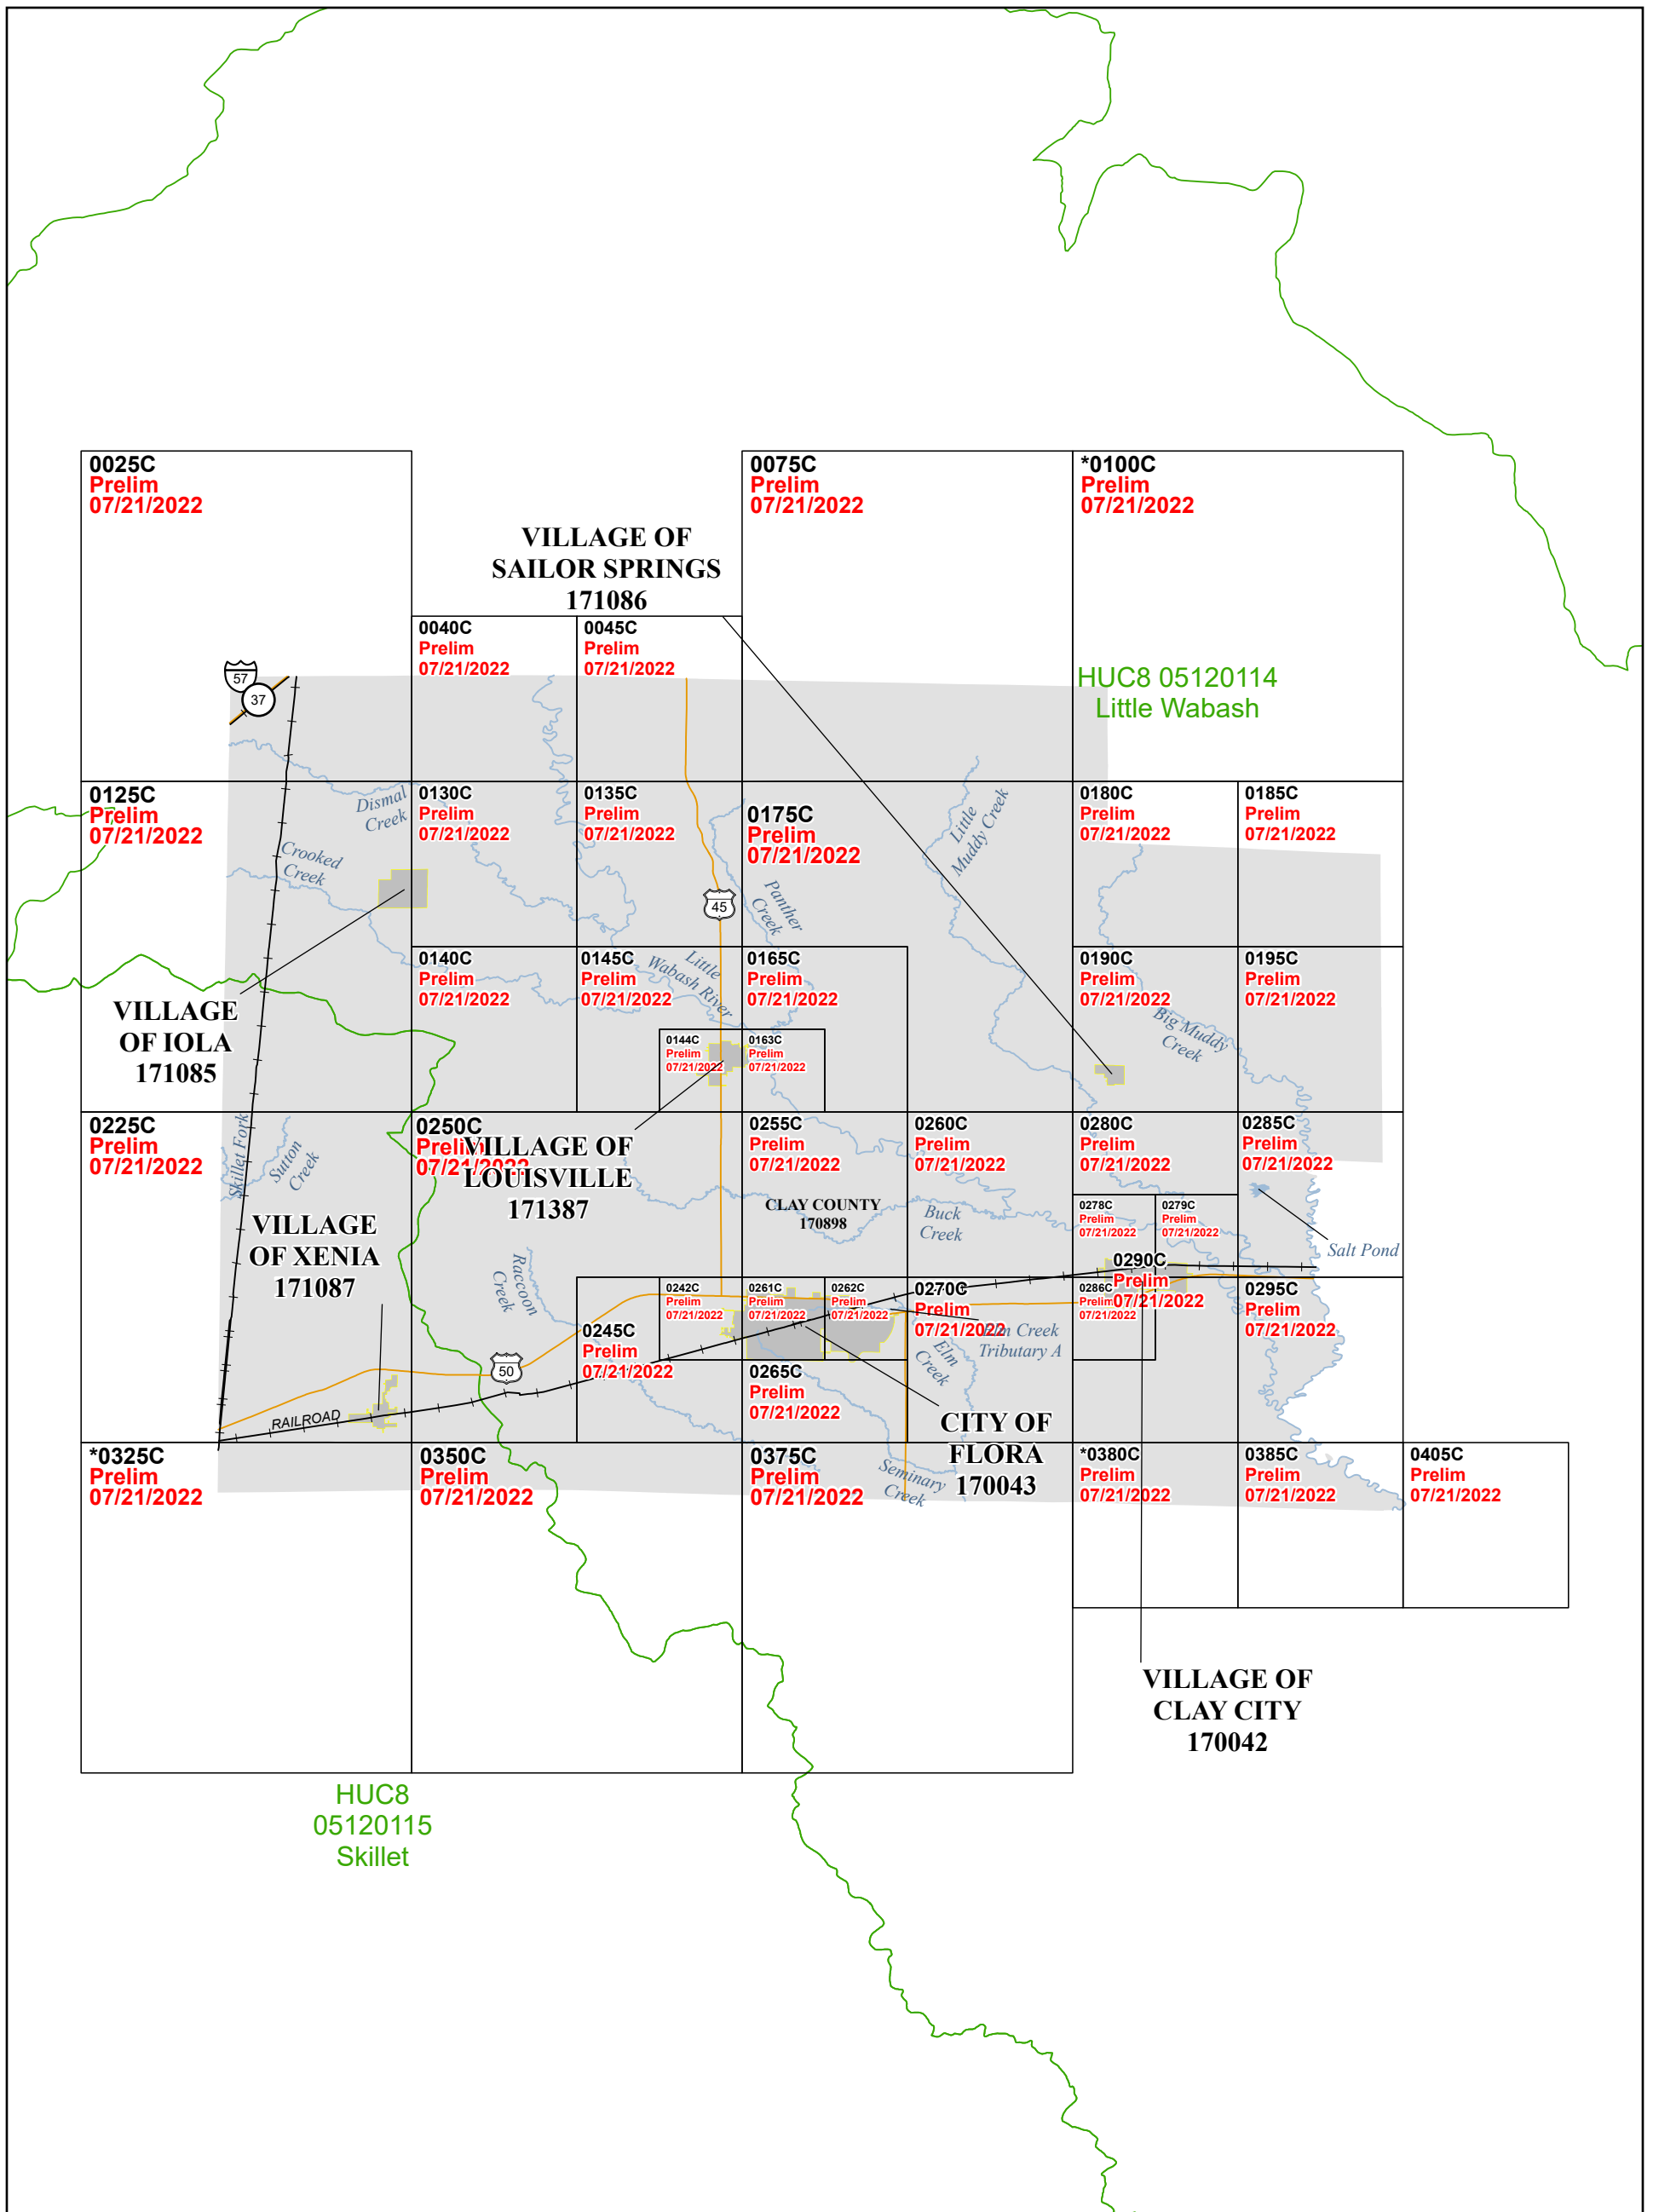 0025C
Prelim
07/21/2022
0075C
Prelim
07/21/2022
*0100C
Prelim
07/21/2022
VILLAGE OF
SAILOR SPRINGS
171086
0040C
Prelim
07/21/2022
0045C
Prelim
07/21/2022
57
37
HUC8 05120114
Little Wabash
0125C
Prelim
07/21/2022
Dismal
Creek
0130C
Prelim
07/21/2022
0135C
Prelim
07/21/2022
0175C
Prelim
07/21/2022
Little
Muddy Creek
0180C
Prelim
07/21/2022
0185C
Prelim
07/21/2022
Crooked
Creek
45
Panther
Creek
0140C
Prelim
07/21/2022
0145C
Prelim
07/21/2022
Little
Wabash River
0165C
Prelim
07/21/2022
0190C
Prelim
07/21/2022
0195C
Prelim
07/21/2022
Big Muddy
Creek
VILLAGE
OF IOLA
171085
0144C
Prelim
07/21/2022
0163C
Prelim
07/21/2022
0225C
Prelim
07/21/2022
Skillet Fork
Sutton
Creek
0250C
Prelim
07/21/2022
VILLAGE OF
LOUISVILLE
171387
0255C
Prelim
07/21/2022
0260C
Prelim
07/21/2022
0280C
Prelim
07/21/2022
0285C
Prelim
07/21/2022
CLAY COUNTY
170898
Buck
Creek
0278C
Prelim
07/21/2022
0279C
Prelim
07/21/2022
Salt Pond
VILLAGE
OF XENIA
171087
Raccoon
Creek
0290C
Prelim
07/21/2022
0242C
Prelim
07/21/2022
0261C
Prelim
07/21/2022
0262C
Prelim
07/21/2022
0270C
Prelim
07/21/2022
0286C
Prelim
07/21/2022
0295C
Prelim
07/21/2022
0245C
Prelim
07/21/2022
Elm Creek
Tributary A
Elm
Creek
50
0265C
Prelim
07/21/2022
RAILROAD
CITY OF
FLORA
170043
*0325C
Prelim
07/21/2022
0350C
Prelim
07/21/2022
0375C
Prelim
07/21/2022
Seminary
Creek
*0380C
Prelim
07/21/2022
0385C
Prelim
07/21/2022
0405C
Prelim
07/21/2022
VILLAGE OF
CLAY CITY
170042
HUC8
05120115
Skillet